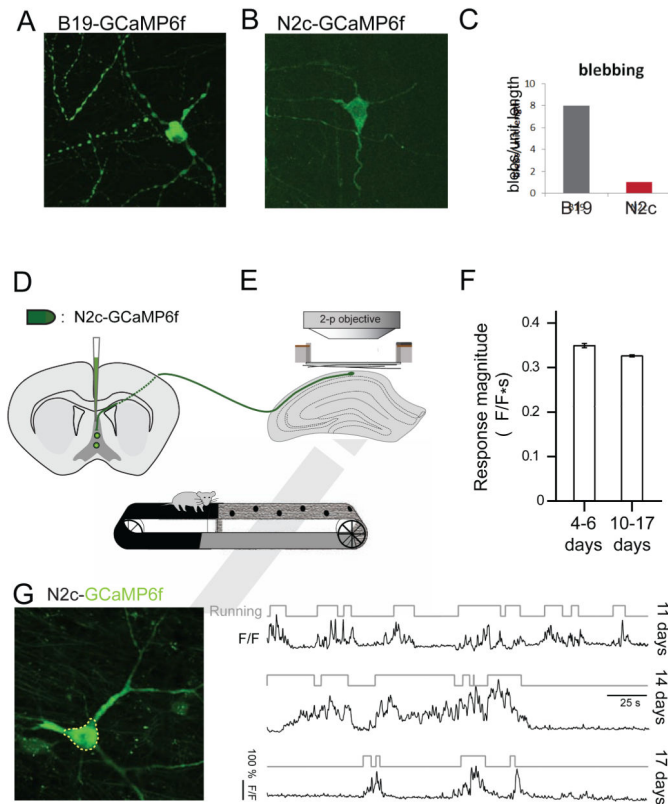 A
B19-GCaMP6f
B
N2c-GCaMP6f
C
blebbing
blebs/unit length
10
8
6
4
2
0
B19
N2c
D
: N2c-GCaMP6f
E
2-p objective
F
Response magnitude
( F/F*s)
0.4
0.3
0.2
0.1
0
4-6
days
10-17
days
G
N2c-GCaMP6f
Running
F/F
11 days
25 s
14 days
100 %
F/F
17 days